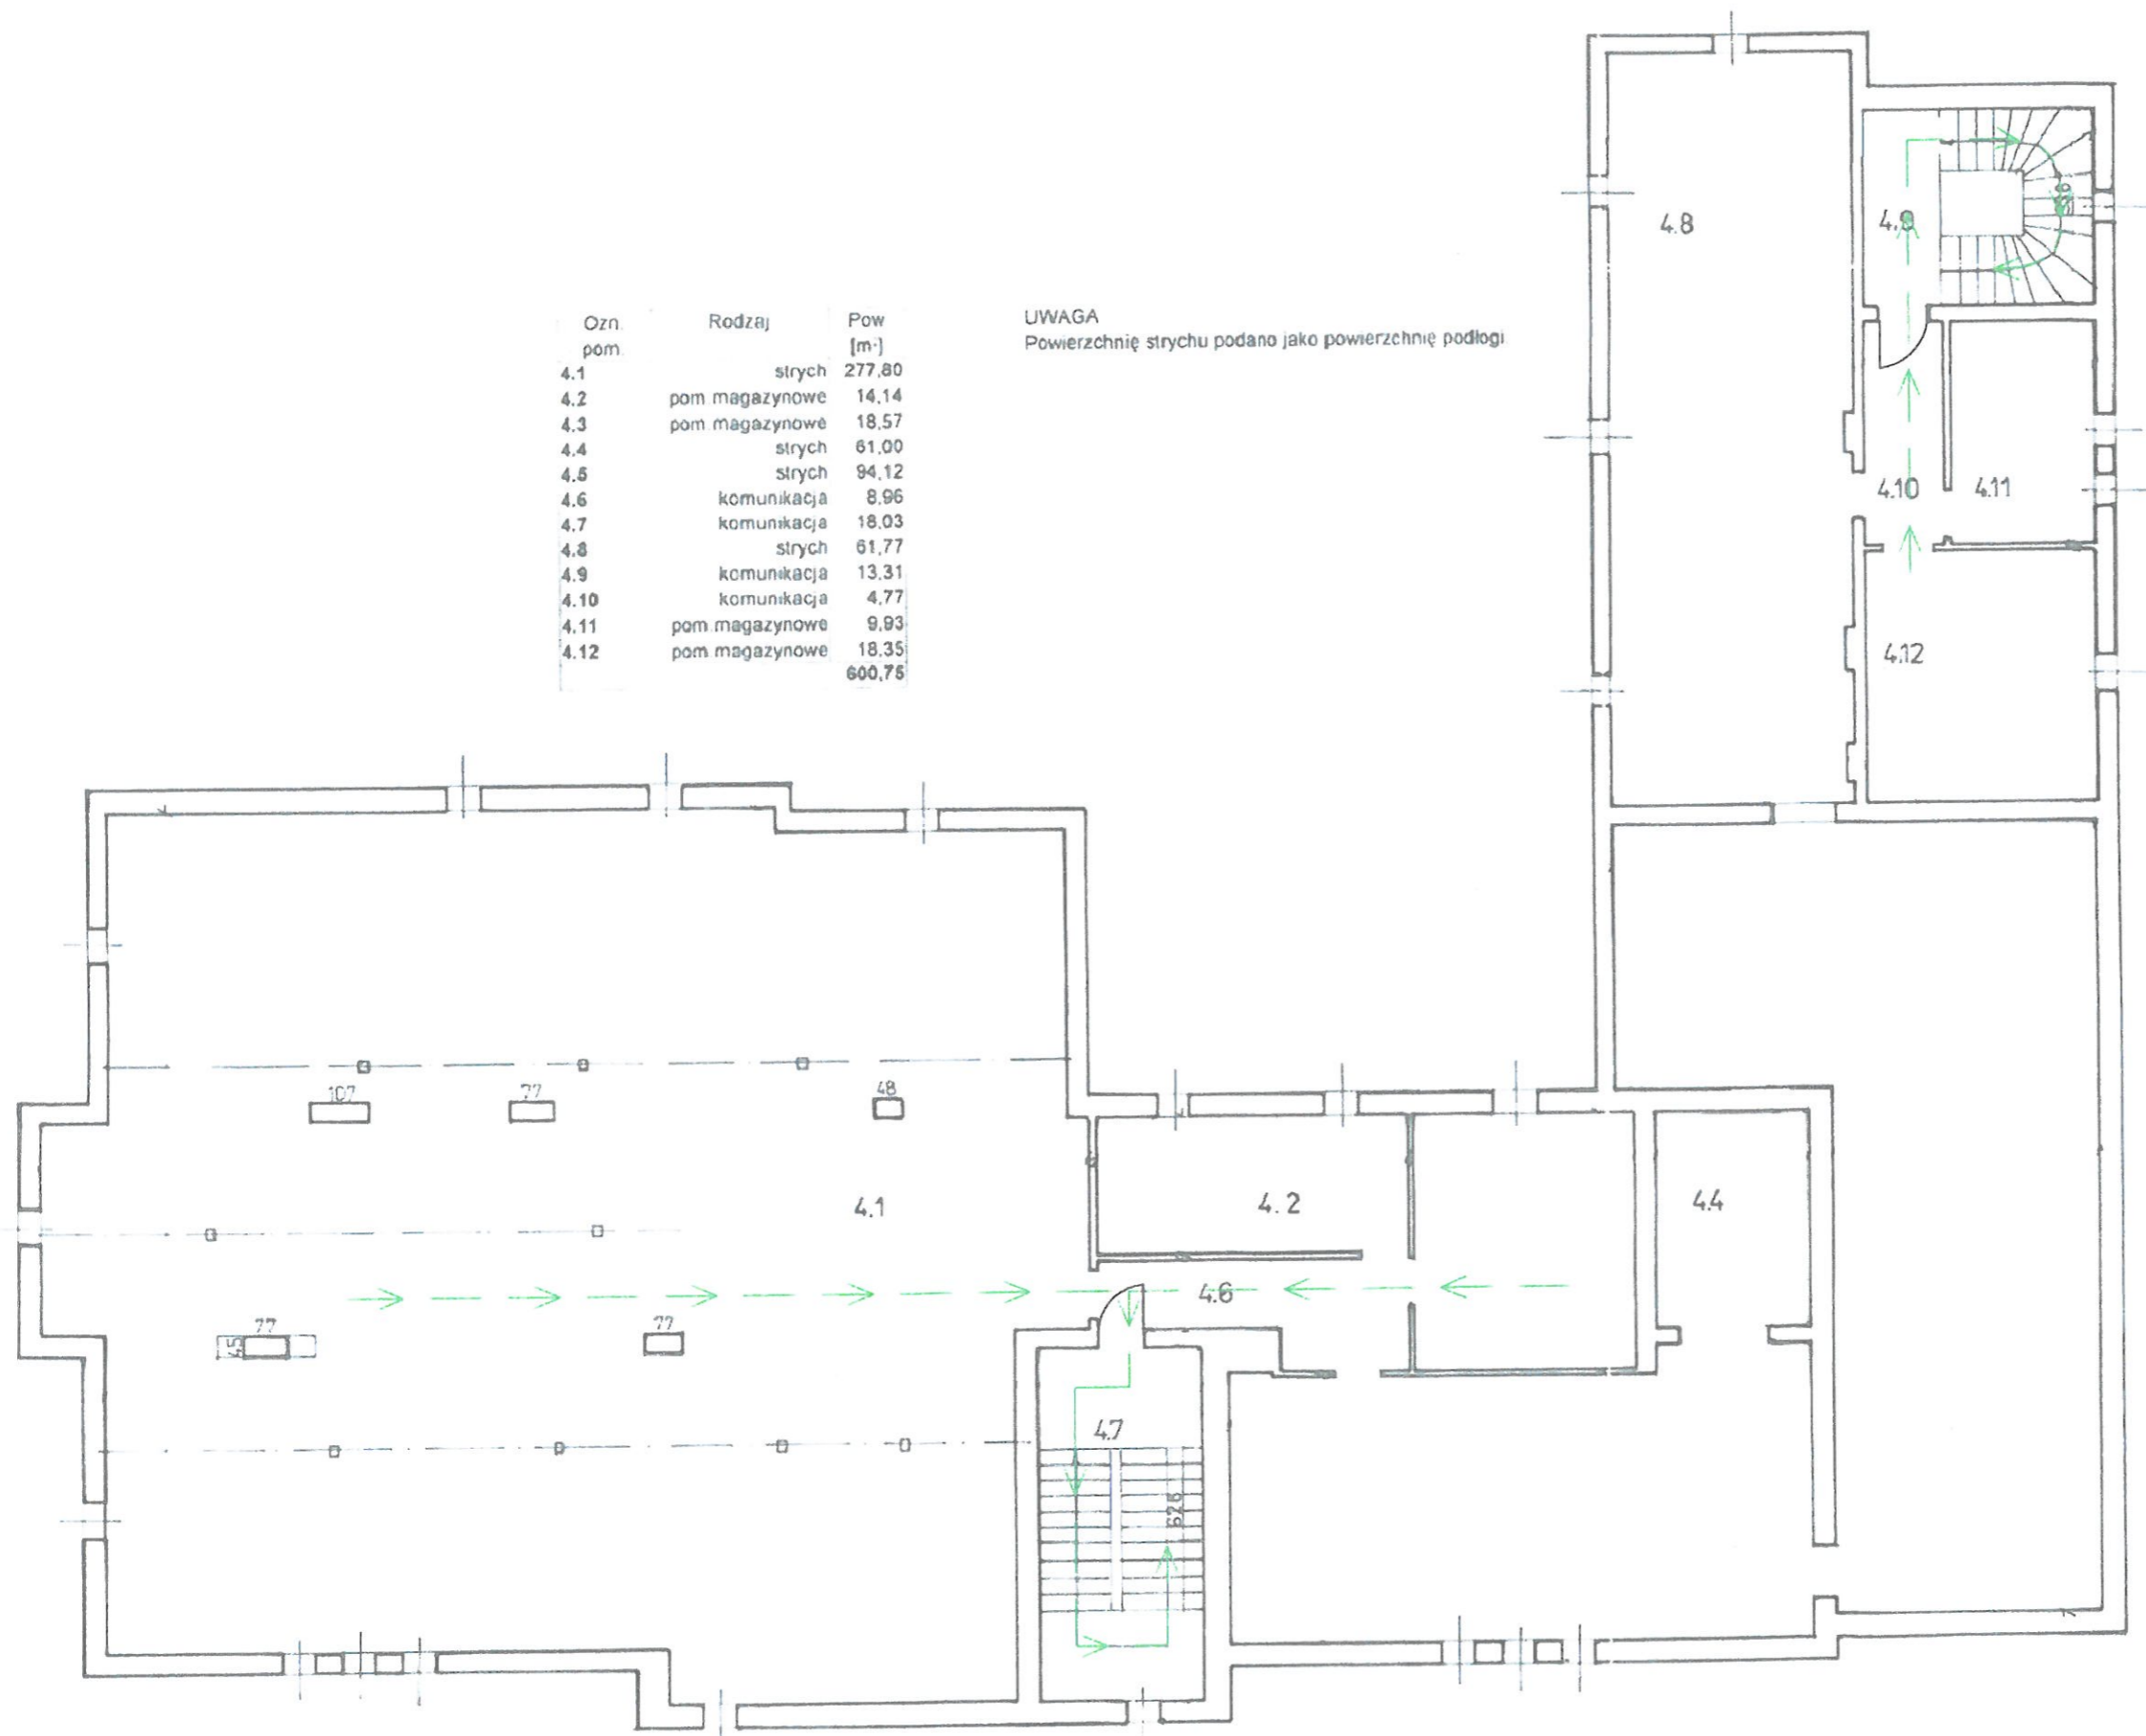 Ozn. Rodzaj Pow
pom. [m²]
4.1 strych 277,80
4.2 pom magazynowe 14,14
4.3 pom magazynowe 18,57
4.4 strych 61,00
4.5 strych 94,12
4.6 komunikacja 8,96
4.7 komunikacja 18,03
4.8 strych 61,77
4.9 komunikacja 13,31
4.10 komunikacja 4,77
4.11 pom magazynowe 9,93
4.12 pom magazynowe 18,35
600,75
UWAGA
Powierzchnię strychu podano jako powierzchnię podłogi
4.8
4.9
4.10
4.11
4.12
107
77
48
4.1
4.2
4.4
4.6
77
45
77
4.7
626